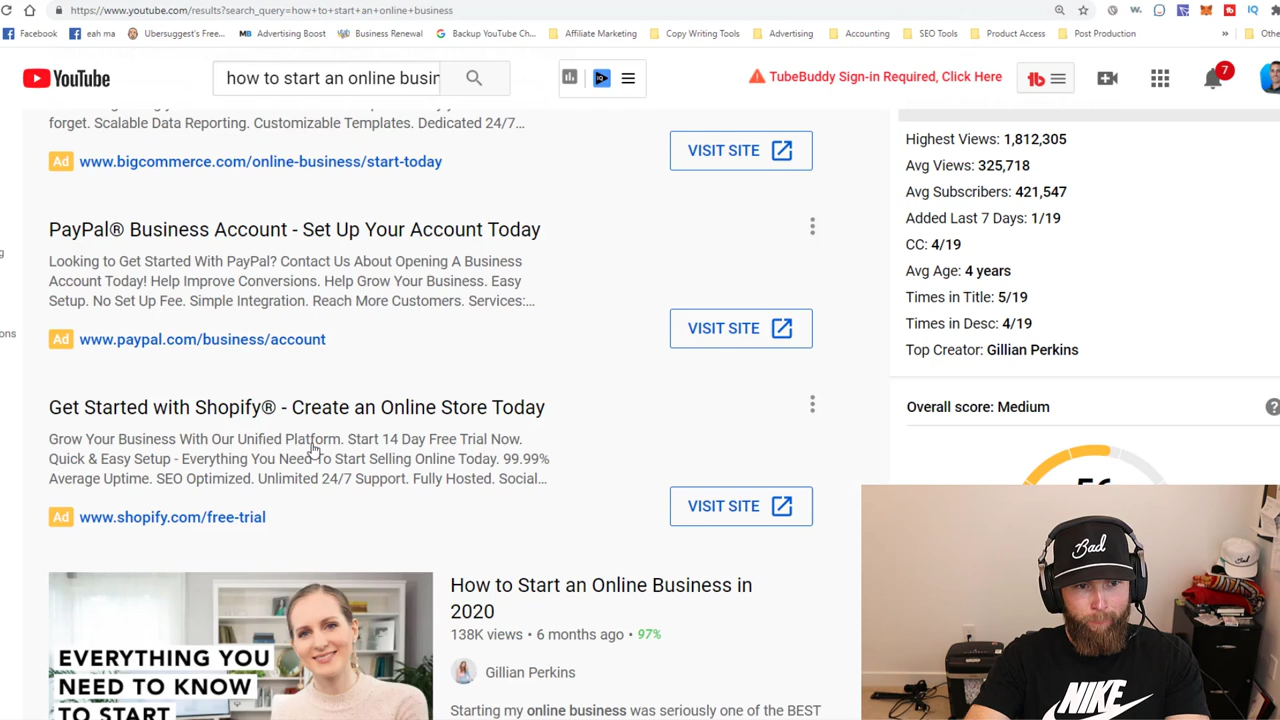 https://www.youtube.com/results?search_query=how+to+start+an+online+business
Facebook
eah ma
Ubersuggest's Free...
Advertising Boost
Business Renewal
Backup YouTube Ch...
Affiliate Marketing
Copy Writing Tools
Advertising
Accounting
SEO Tools
Product Access
Post Production
Othe
YouTube
how to start an online busir
TubeBuddy Sign-in Required, Click Here
tb
7
forget. Scalable Data Reporting. Customizable Templates. Dedicated 24/7...
Ad www.bigcommerce.com/online-business/start-today
VISIT SITE
PayPal® Business Account - Set Up Your Account Today
Looking to Get Started With PayPal? Contact Us About Opening A Business
Account Today! Help Improve Conversions. Help Grow Your Business. Easy
Setup. No Set Up Fee. Simple Integration. Reach More Customers. Services:...
Ad www.paypal.com/business/account
VISIT SITE
Get Started with Shopify® - Create an Online Store Today
Grow Your Business With Our Unified Platform. Start 14 Day Free Trial Now.
Quick & Easy Setup - Everything You Need To Start Selling Online Today. 99.99%
Average Uptime. SEO Optimized. Unlimited 24/7 Support. Fully Hosted. Social...
Ad www.shopify.com/free-trial
VISIT SITE
EVERYTHING YOU
NEED TO KNOW
TO START
How to Start an Online Business in
2020
138K views • 6 months ago • 97%
Gillian Perkins
Starting my online business was seriously one of the BEST
Highest Views: 1,812,305
Avg Views: 325,718
Avg Subscribers: 421,547
Added Last 7 Days: 1/19
CC: 4/19
Avg Age: 4 years
Times in Title: 5/19
Times in Desc: 4/19
Top Creator: Gillian Perkins
Overall score: Medium
56
Bad
NIKE